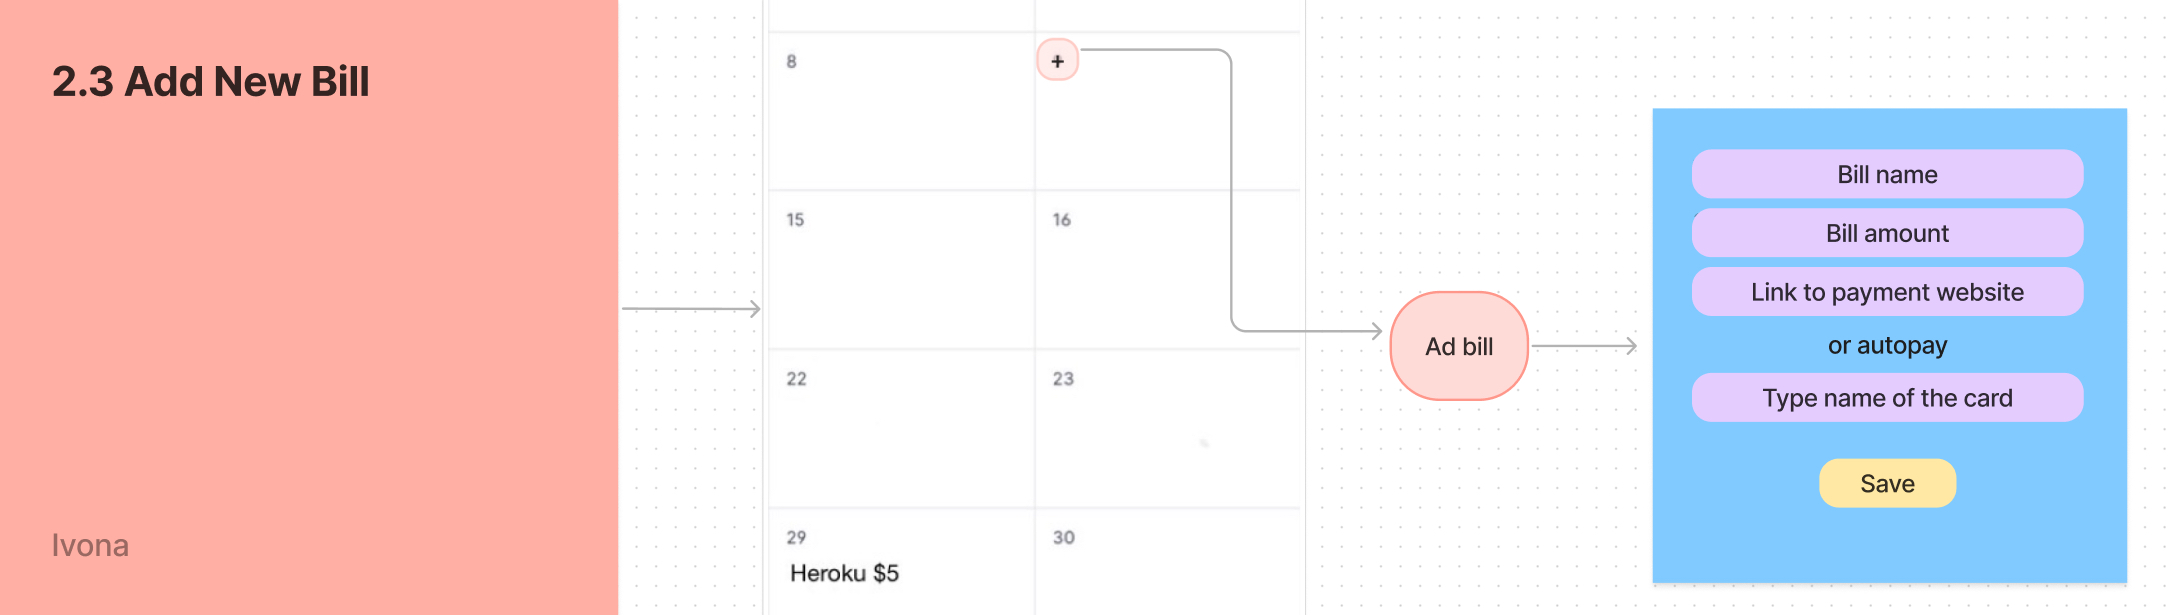 2.3 Add New Bill
Ivona
8
+
15
16
22
23
29
30
Heroku $5
Ad bill
Bill name
Bill amount
Link to payment website
or autopay
Type name of the card
Save